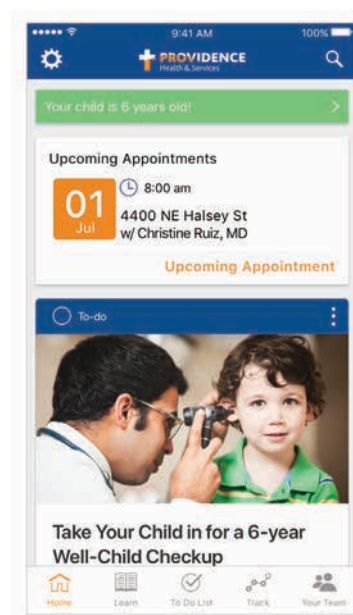 9:41 AM
100%
PROVIDENCE
Health & Services
Your child is 6 years old!
Upcoming Appointments
01
Jul
8:00 am
4400 NE Halsey St
w/ Christine Ruiz, MD
Upcoming Appointment
To-do
Take Your Child in for a 6-year
Well-Child Checkup
Home
Learn
To Do List
Track
Your Team